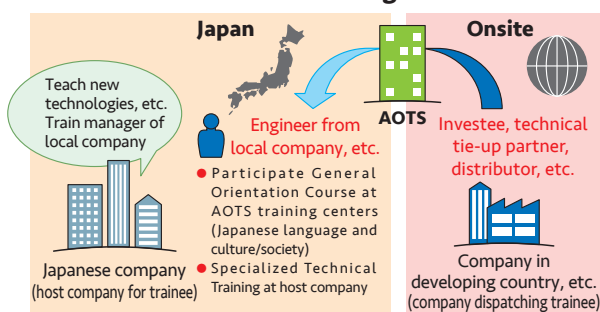 Japan
Onsite
Teach new
technologies, etc.
Train manager of
local company
AOTS
Engineer from
local company, etc.
● Participate General
Orientation Course at
AOTS training centers
(Japanese language and
culture/society)
● Specialized Technical
Training at host company
Japanese company
(host company for trainee)
Investee, technical
tie-up partner,
distributor, etc.
Company in
developing country, etc.
(company dispatching trainee)